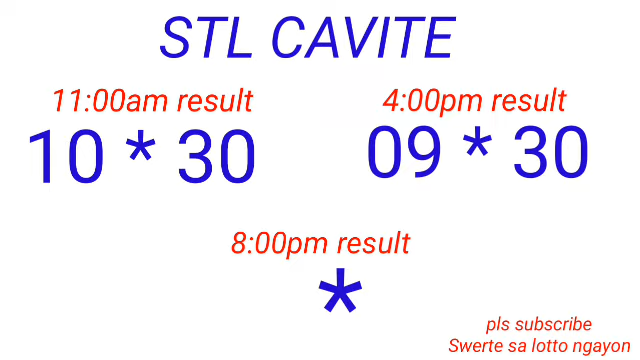 STL CAVITE
11:00am result
10 * 30
4:00pm result
09 * 30
8:00pm result
*
pls subscribe
Swerte sa lotto ngayon